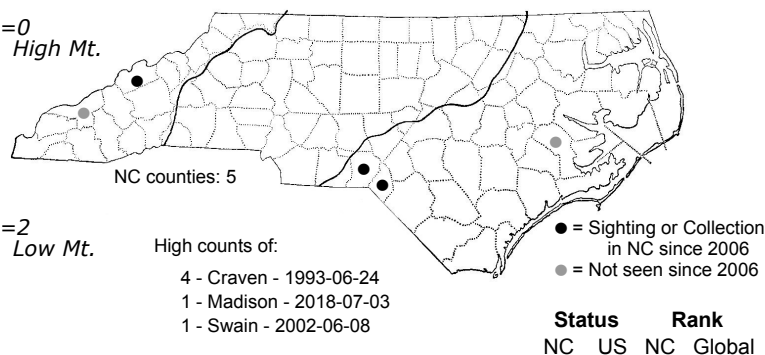 =0
High Mt.
NC counties: 5
=2
Low Mt.
High counts of:
4 - Craven - 1993-06-24
1 - Madison - 2018-07-03
1 - Swain - 2002-06-08
● = Sighting or Collection
in NC since 2006
● = Not seen since 2006
Status Rank
NC US NC Global